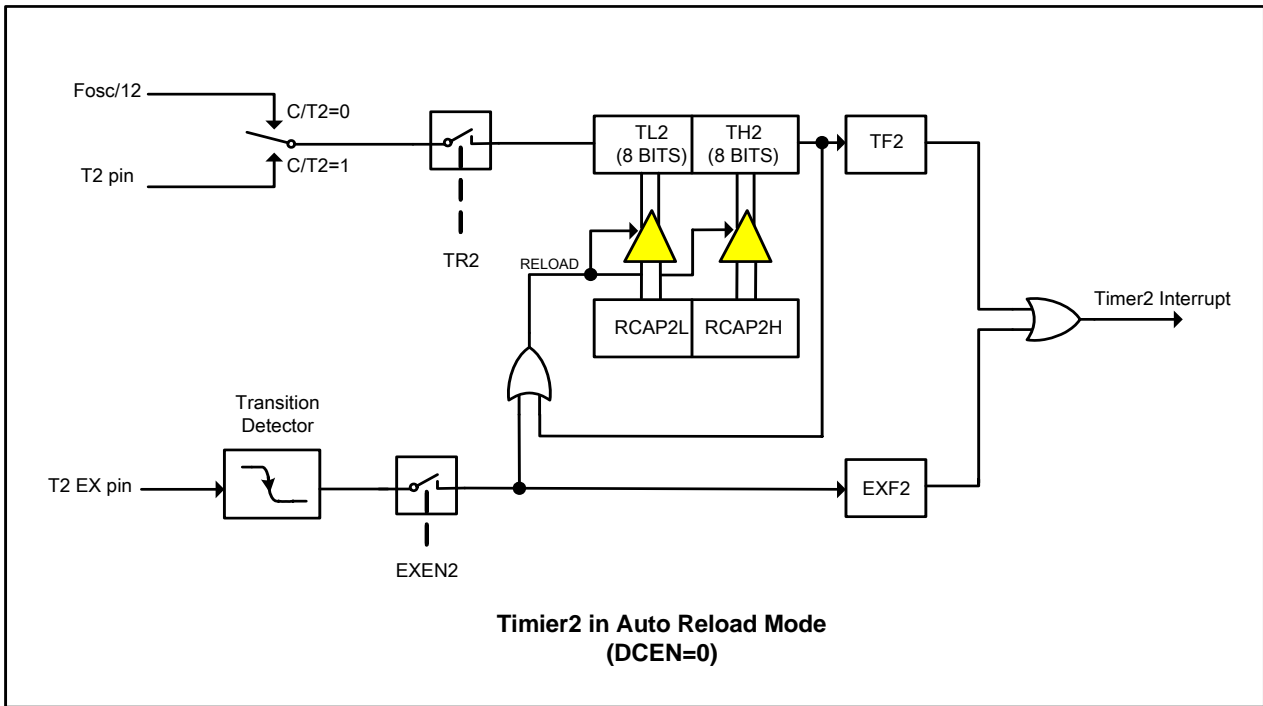 Fosc/12
C/T2=0
C/T2=1
T2 pin
TR2
TL2
(8 BITS)
TH2
(8 BITS)
TF2
RELOAD
RCAP2L
RCAP2H
Timer2 Interrupt
Transition
Detector
T2 EX pin
EXEN2
EXF2
Timier2 in Auto Reload Mode
(DCEN=0)